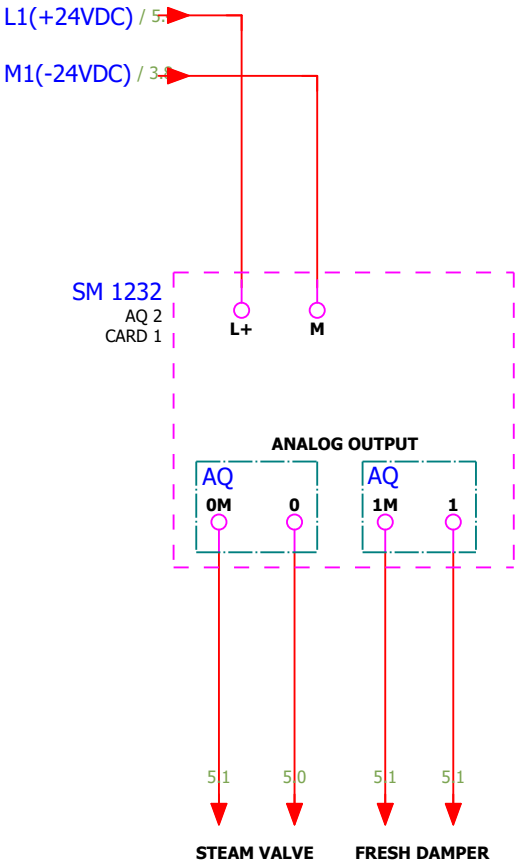 L1(+24VDC) / 5.
M1(-24VDC) / 3.8
SM 1232
AQ 2
CARD 1
L+ M
ANALOG OUTPUT
AQ AQ
0M 0 1M 1
5.1 5.0 5.1 5.1
STEAM VALVE FRESH DAMPER